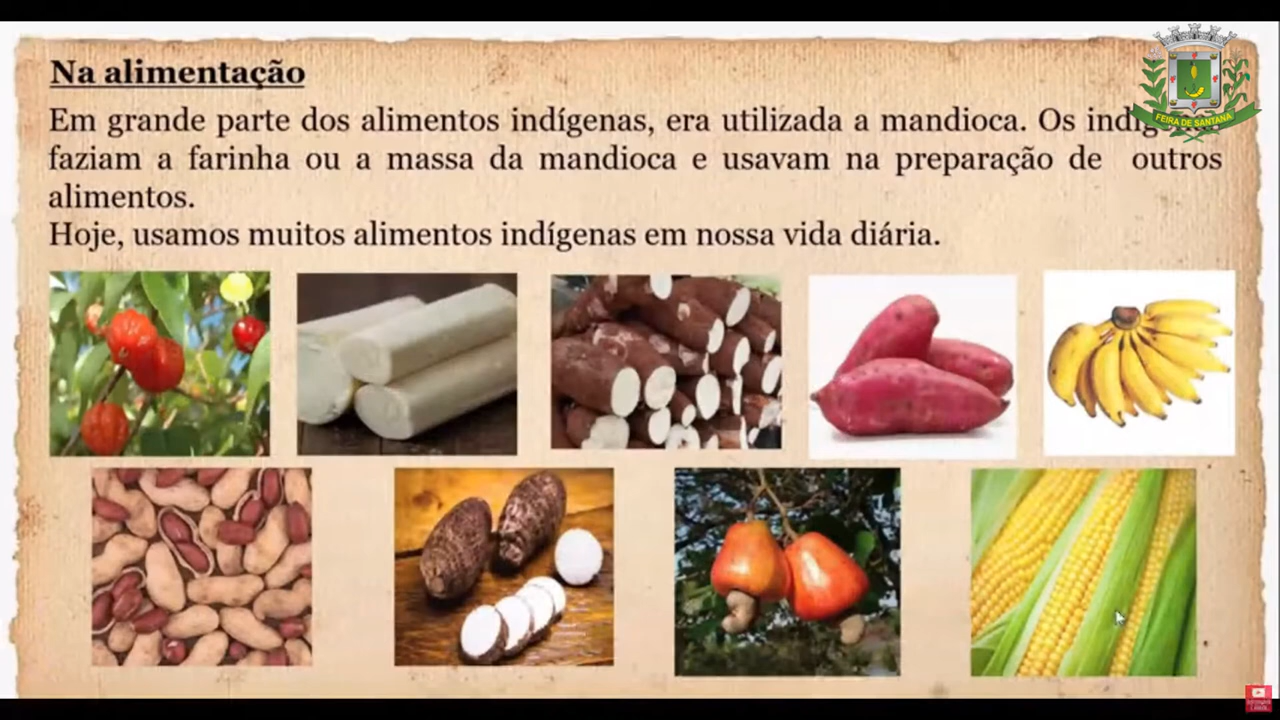 Na alimentação
Em grande parte dos alimentos indígenas, era utilizada a mandioca. Os
faziam a farinha ou a massa da mandioca e usavam na preparação de outros
alimentos.
Hoje, usamos muitos alimentos indígenas em nossa vida diária.
FEIRA DE SANTANA